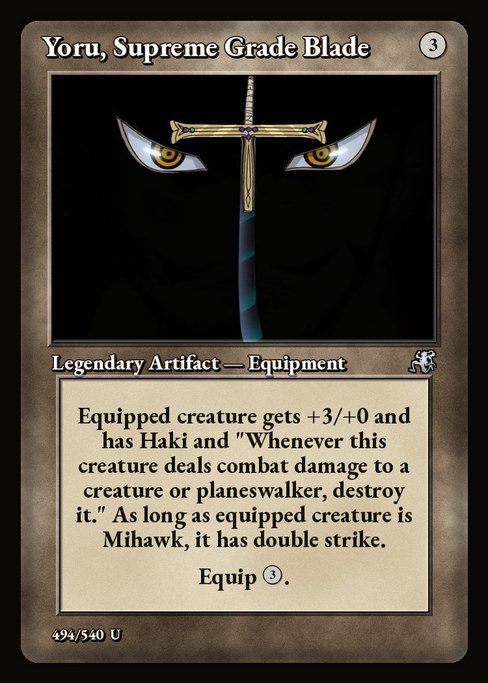 Yoru, Supreme Grade Blade 3
Legendary Artifact — Equipment
Equipped creature gets +3/+0 and
has Haki and "Whenever this
creature deals combat damage to a
creature or planeswalker, destroy
it." As long as equipped creature is
Mihawk, it has double strike.
Equip 3.
494/540 U